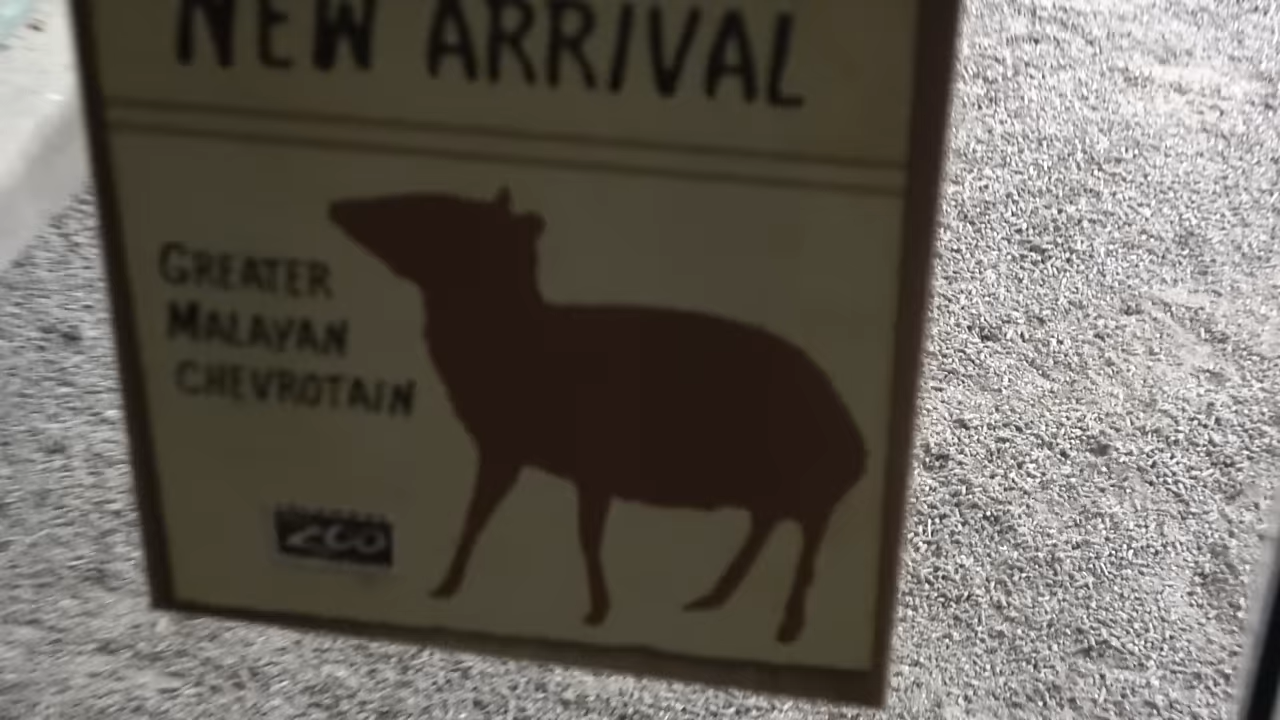 NEW ARRIVAL
GREATER
MALAYAN
CHEVROTAIN
ZOO